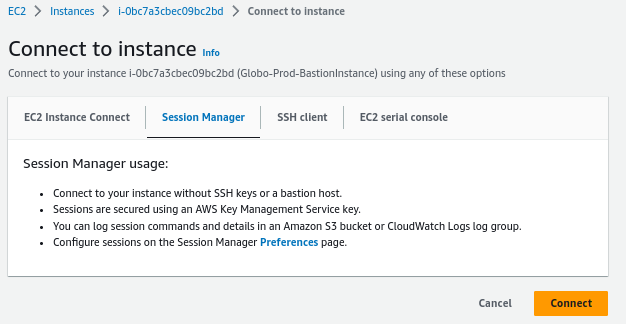 EC2 > Instances > i-0bc7a3cbec09bc2bd > Connect to instance
Connect to instance Info
Connect to your instance i-0bc7a3cbec09bc2bd (Globo-Prod-BastionInstance) using any of these options
EC2 Instance Connect Session Manager SSH client EC2 serial console
Session Manager usage:
• Connect to your instance without SSH keys or a bastion host.
• Sessions are secured using an AWS Key Management Service key.
• You can log session commands and details in an Amazon S3 bucket or CloudWatch Logs log group.
• Configure sessions on the Session Manager Preferences page.
Cancel Connect